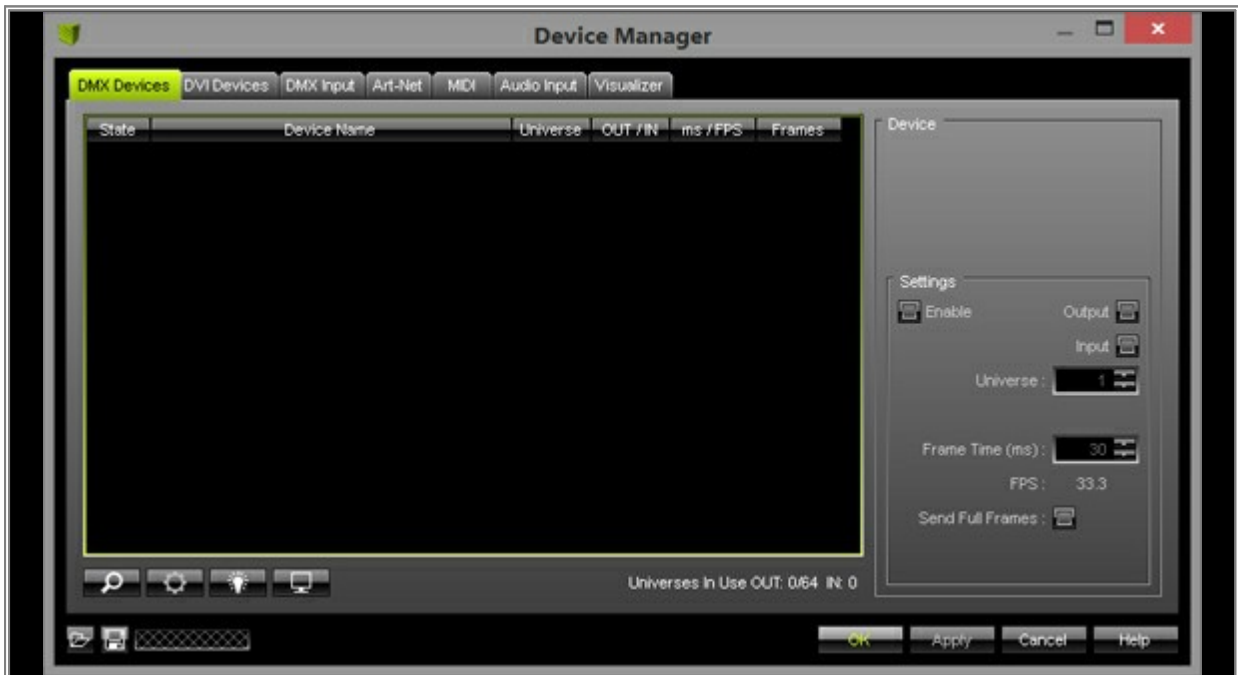 Device Manager
DMX Devices DVI Devices DMX Input Art-Net MIDI Audio Input Visualizer
State Device Name Universe OUT / IN ms / FPS Frames
Device
Settings
Enable Output
Input
Universe : 1
Frame Time (ms) : 30
FPS : 33.3
Send Full Frames :
Universes In Use OUT: 0/64 IN: 0
OK Apply Cancel Help